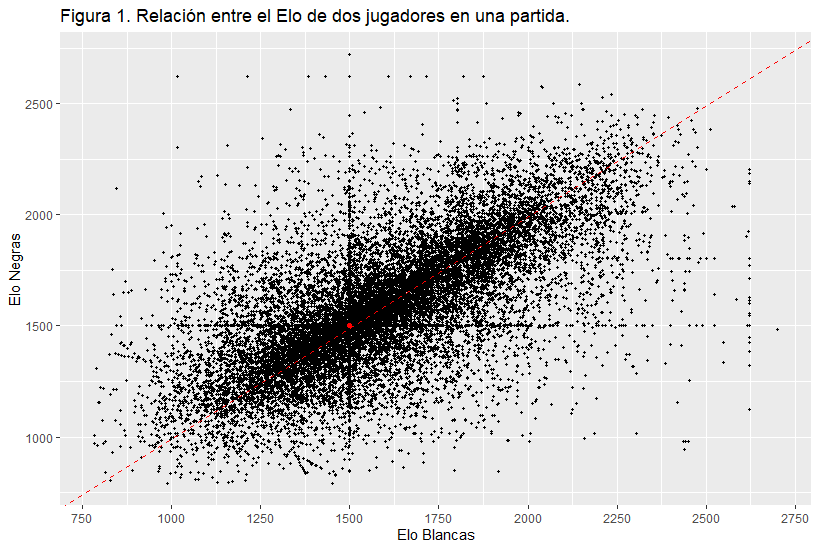 Figura 1. Relación entre el Elo de dos jugadores en una partida.
Elo Negras
2500
2000
1500
1000
750 1000 1250 1500 1750 2000 2250 2500 2750
Elo Blancas